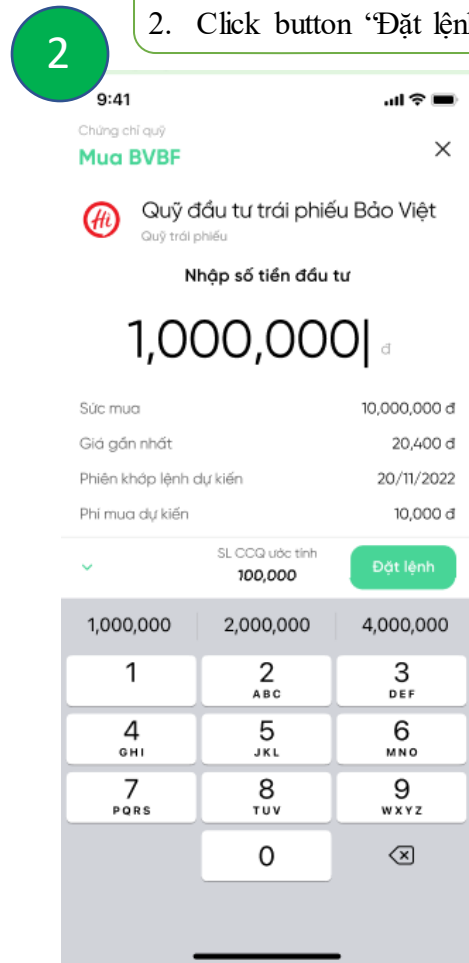 2. Click button “Đặt lệnh
2
9:41
Chứng chỉ quỹ
Mua BVBF
Hi
Quỹ đầu tư trái phiếu Bảo Việt
Quỹ trái phiếu
Nhập số tiền đầu tư
1,000,000 đ
Sức mua 10,000,000 đ
Giá gần nhất 20,400 đ
Phiên khớp lệnh dự kiến 20/11/2022
Phí mua dự kiến 10,000 đ
SL CCQ ước tính
100,000
Đặt lệnh
1,000,000 2,000,000 4,000,000
1 2 3
ABC DEF
4 5 6
GHI JKL MNO
7 8 9
PQRS TUV WXYZ
0